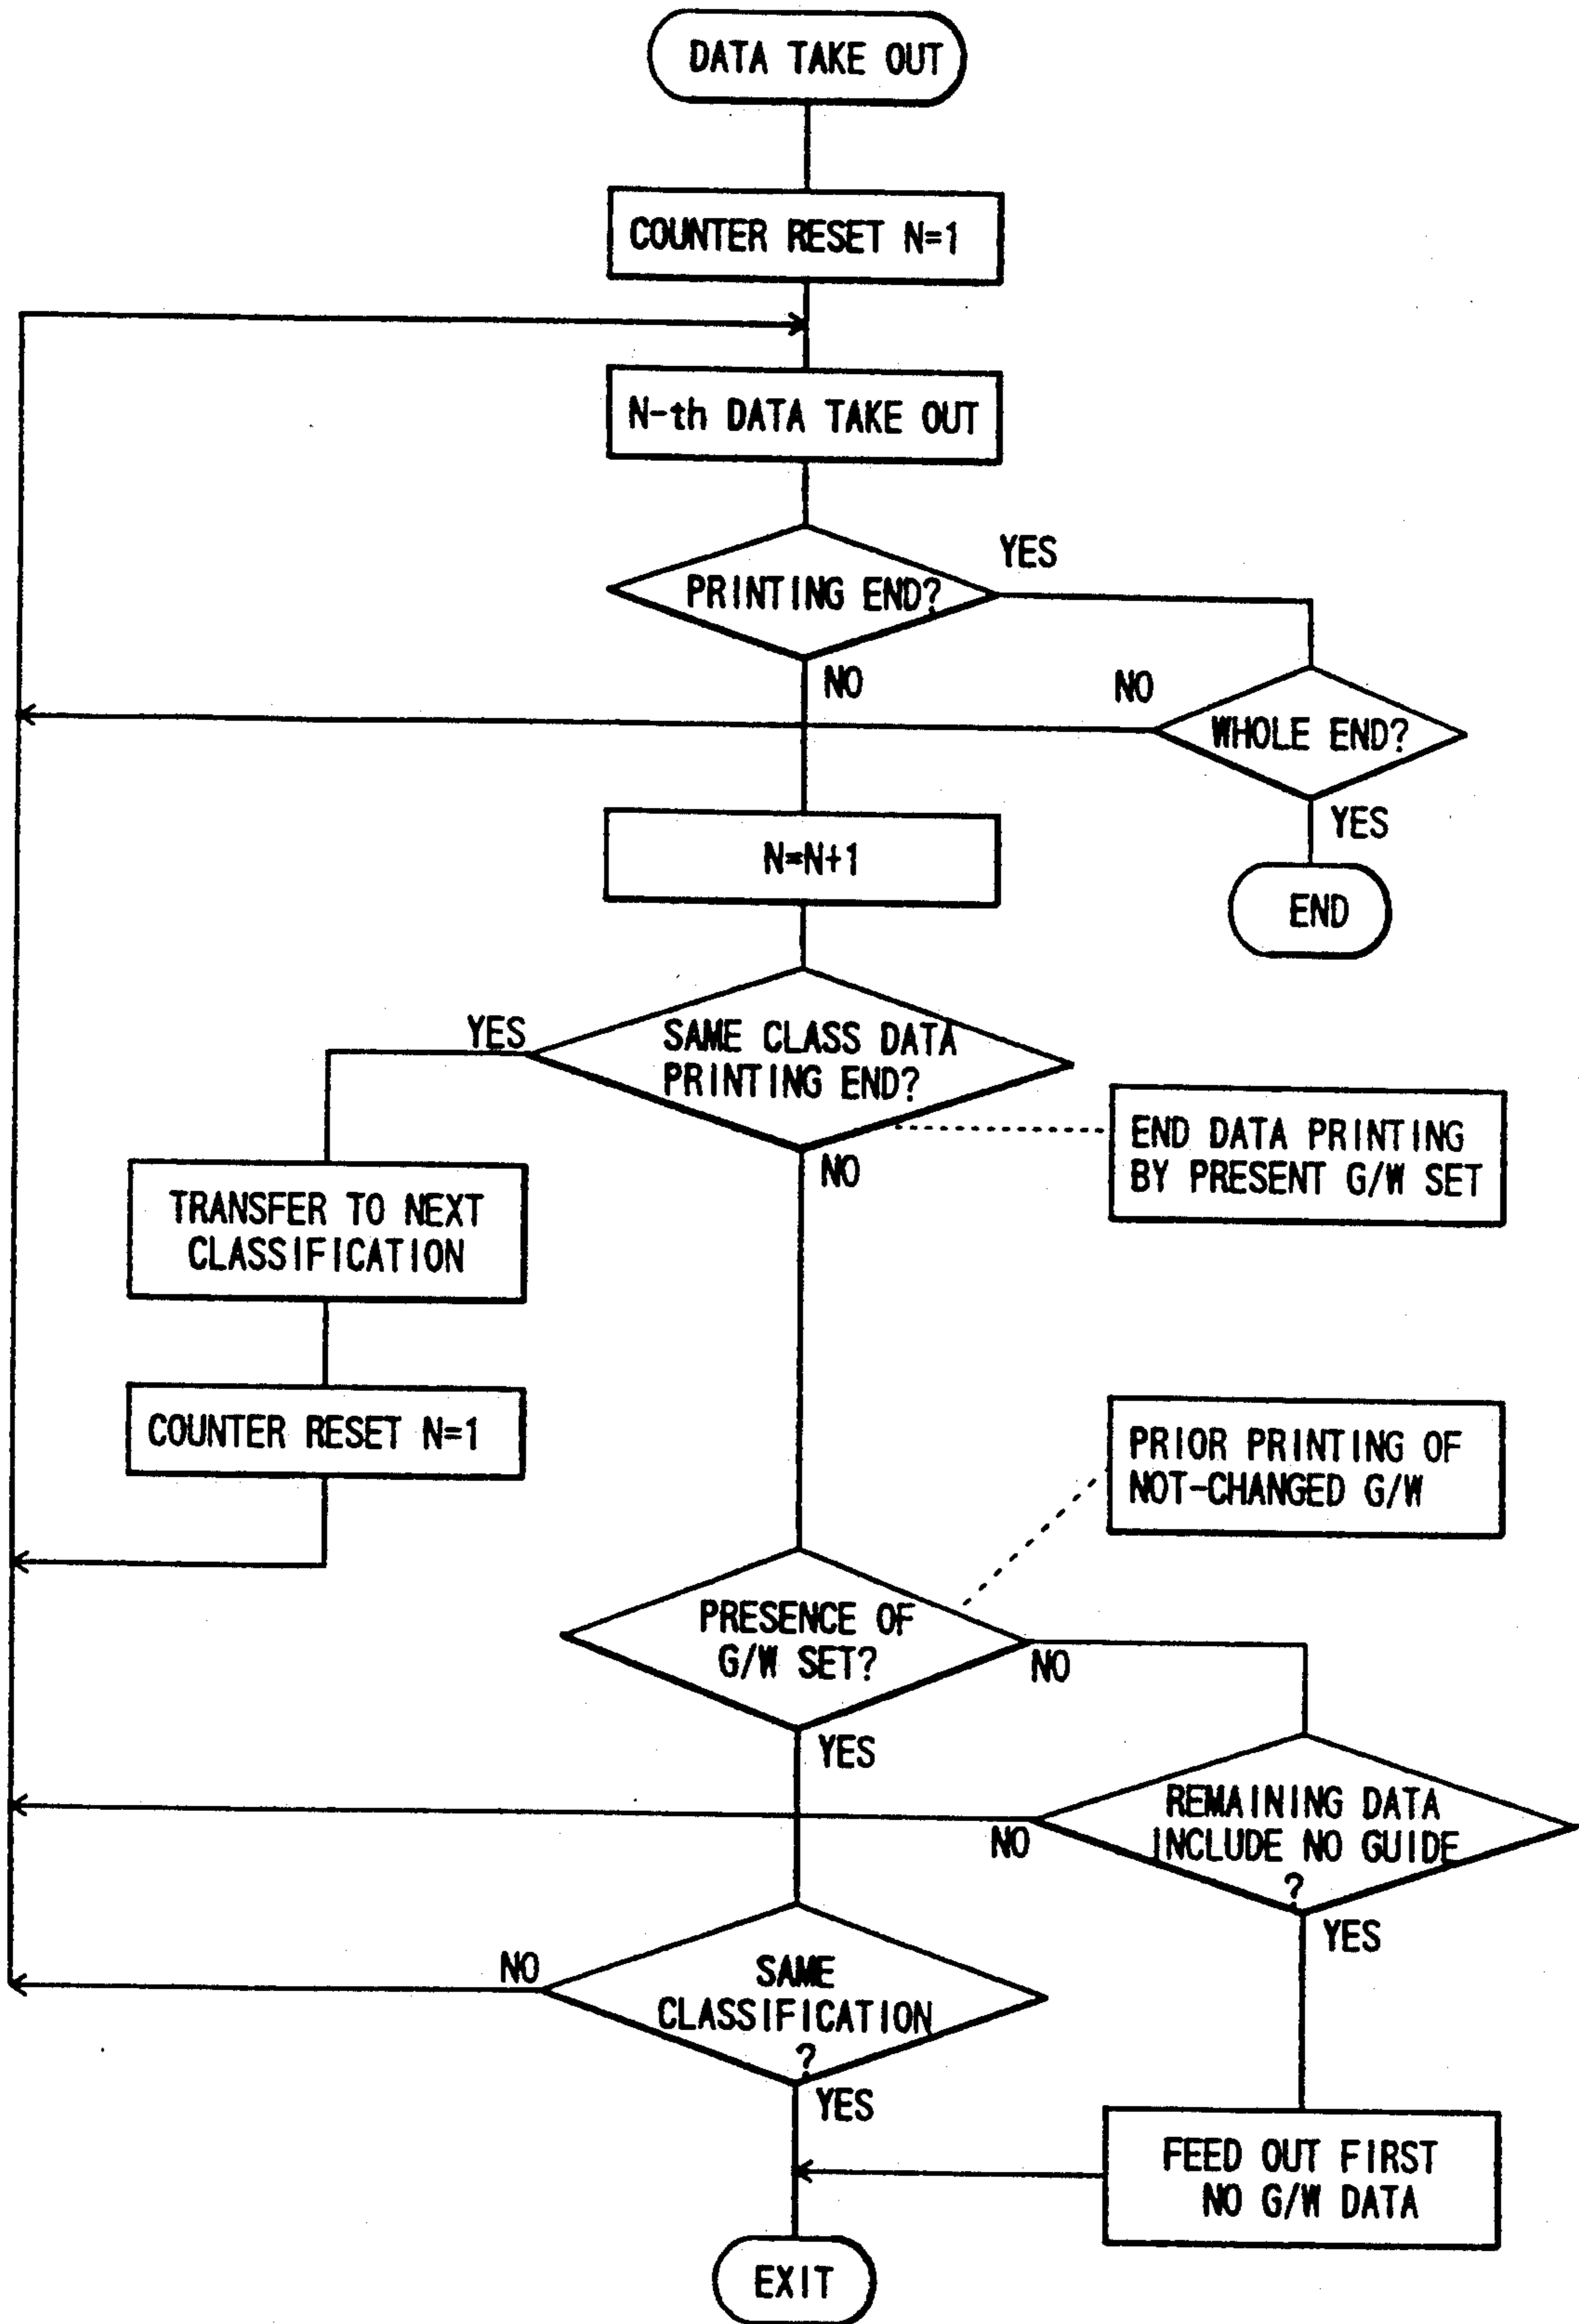 DATA TAKE OUT
COUNTER RESET N=1
N-th DATA TAKE OUT
PRINTING END?
YES
NO
NO
WHOLE END?
YES
END
N=N+1
YES
SAME CLASS DATA
PRINTING END?
NO
END DATA PRINTING
BY PRESENT G/W SET
TRANSFER TO NEXT
CLASSIFICATION
COUNTER RESET N=1
PRIOR PRINTING OF
NOT-CHANGED G/W
PRESENCE OF
G/W SET?
NO
YES
REMAINING DATA
INCLUDE NO GUIDE
?
NO
YES
NO
SAME
CLASSIFICATION
?
YES
FEED OUT FIRST
NO G/W DATA
EXIT